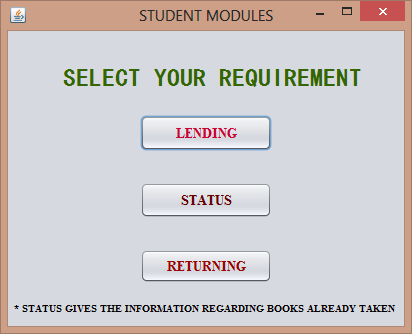 STUDENT MODULES
SELECT YOUR REQUIREMENT
LENDING
STATUS
RETURNING
* STATUS GIVES THE INFORMATION REGARDING BOOKS ALREADY TAKEN